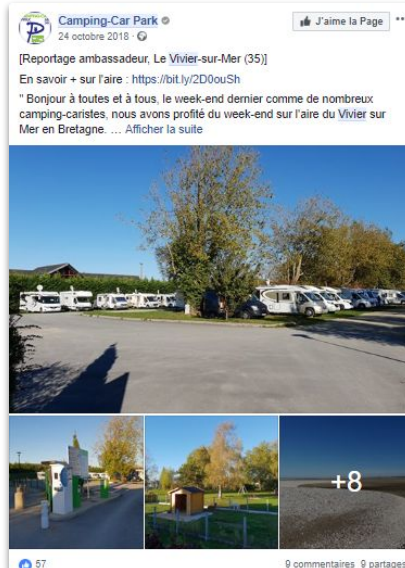 Camping-Car Park
J'aime la Page
24 octobre 2018 ·
[Reportage ambassadeur, Le Vivier-sur-Mer (35)]
En savoir + sur l'aire : https://bit.ly/2D0ouSh
" Bonjour à toutes et à tous, le week-end dernier comme de nombreux
camping-caristes, nous avons profité du week-end sur l'aire du Vivier sur
Mer en Bretagne. … Afficher la suite
+8
57
9 commentaires 9 partages